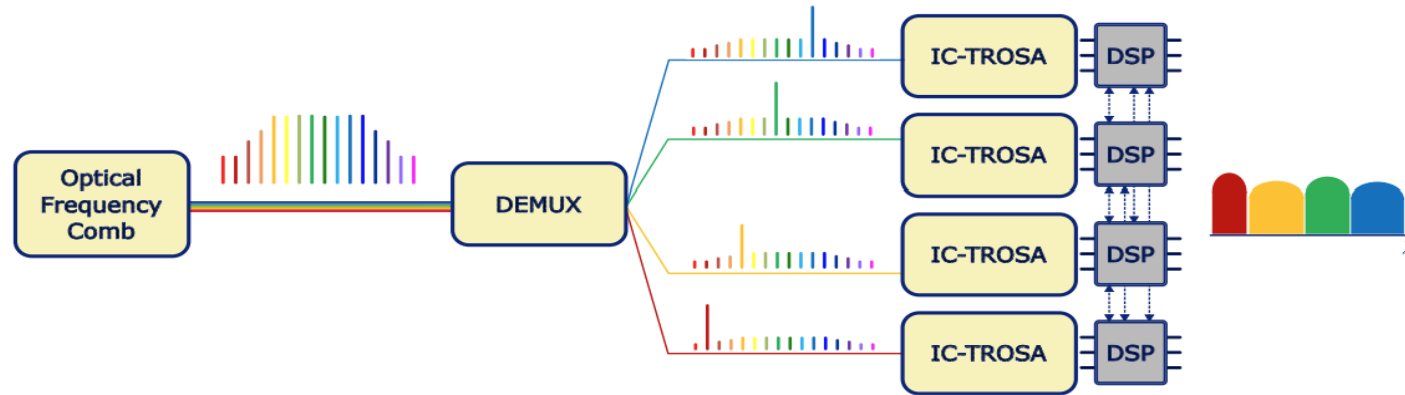 Optical
Frequency
Comb
DEMUX
IC-TROSA
DSP
IC-TROSA
DSP
IC-TROSA
DSP
IC-TROSA
DSP